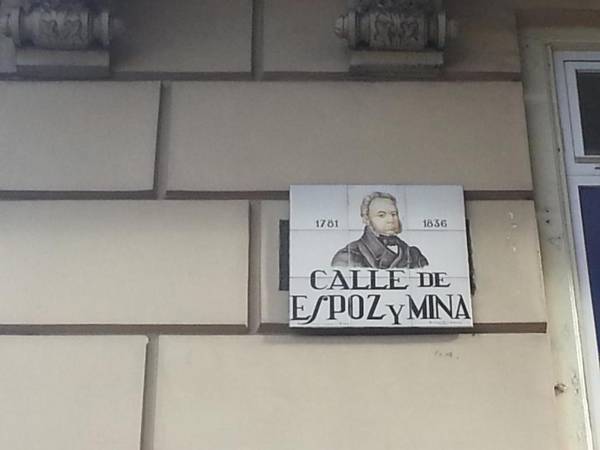 1781 1836
CALLE DE
ESPOZ Y MINA